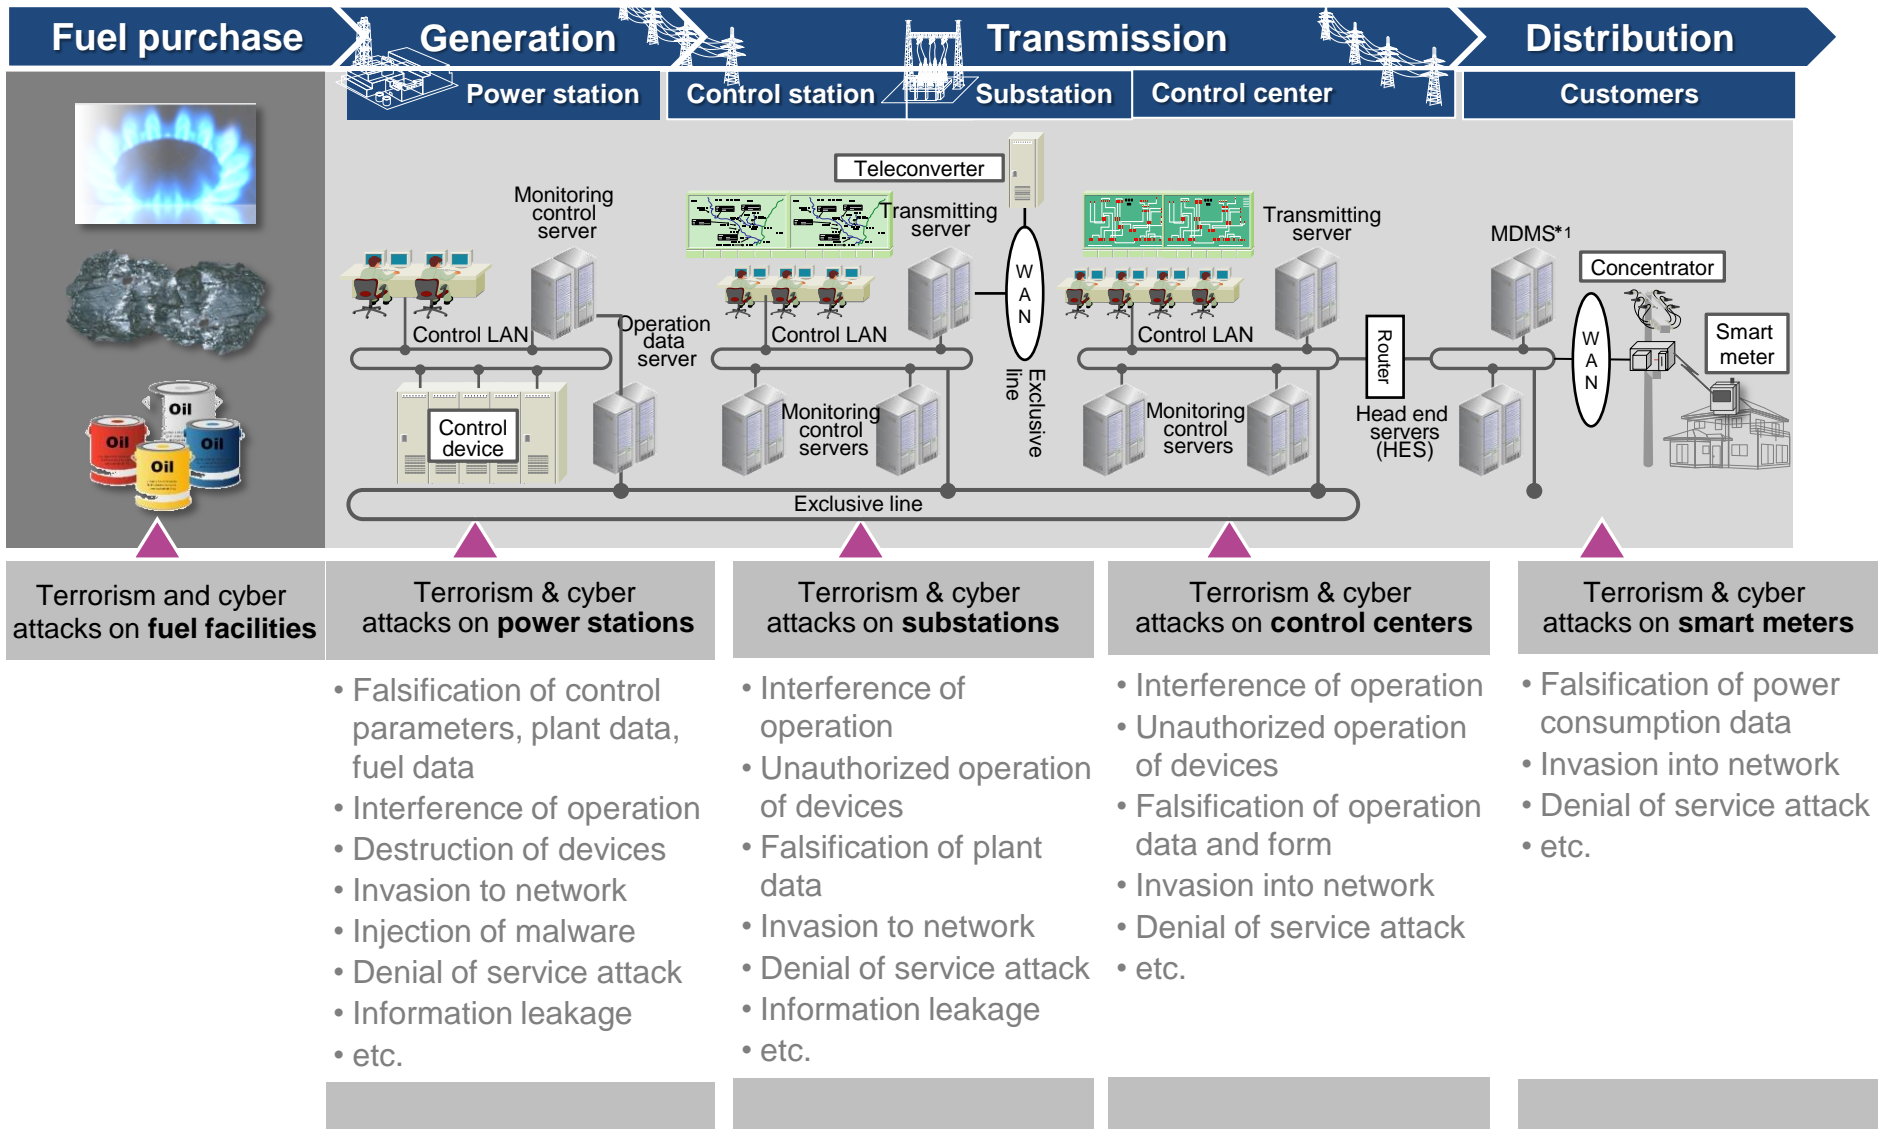 Fuel purchase
Generation
Transmission
Distribution
Power station
Control station
Substation
Control center
Customers
Teleconverter
Monitoring
control
server
Transmitting
server
Transmitting
server
MDMS*1
Concentrator
W
A
N
Control LAN
Operation
data
server
Control LAN
Control LAN
Router
W
A
N
Smart
meter
Exclusive
line
Oil
Oil
Oil
Oil
Control
device
Monitoring
control
servers
Monitoring
control
servers
Head end
servers
(HES)
Exclusive line
Terrorism and cyber
attacks on fuel facilities
Terrorism & cyber
attacks on power stations
Terrorism & cyber
attacks on substations
Terrorism & cyber
attacks on control centers
Terrorism & cyber
attacks on smart meters
• Falsification of control
parameters, plant data,
fuel data
• Interference of operation
• Destruction of devices
• Invasion to network
• Injection of malware
• Denial of service attack
• Information leakage
• etc.
• Interference of
operation
• Unauthorized operation
of devices
• Falsification of plant
data
• Invasion to network
• Denial of service attack
• Information leakage
• etc.
• Interference of operation
• Unauthorized operation
of devices
• Falsification of operation
data and form
• Invasion into network
• Denial of service attack
• etc.
• Falsification of power
consumption data
• Invasion into network
• Denial of service attack
• etc.